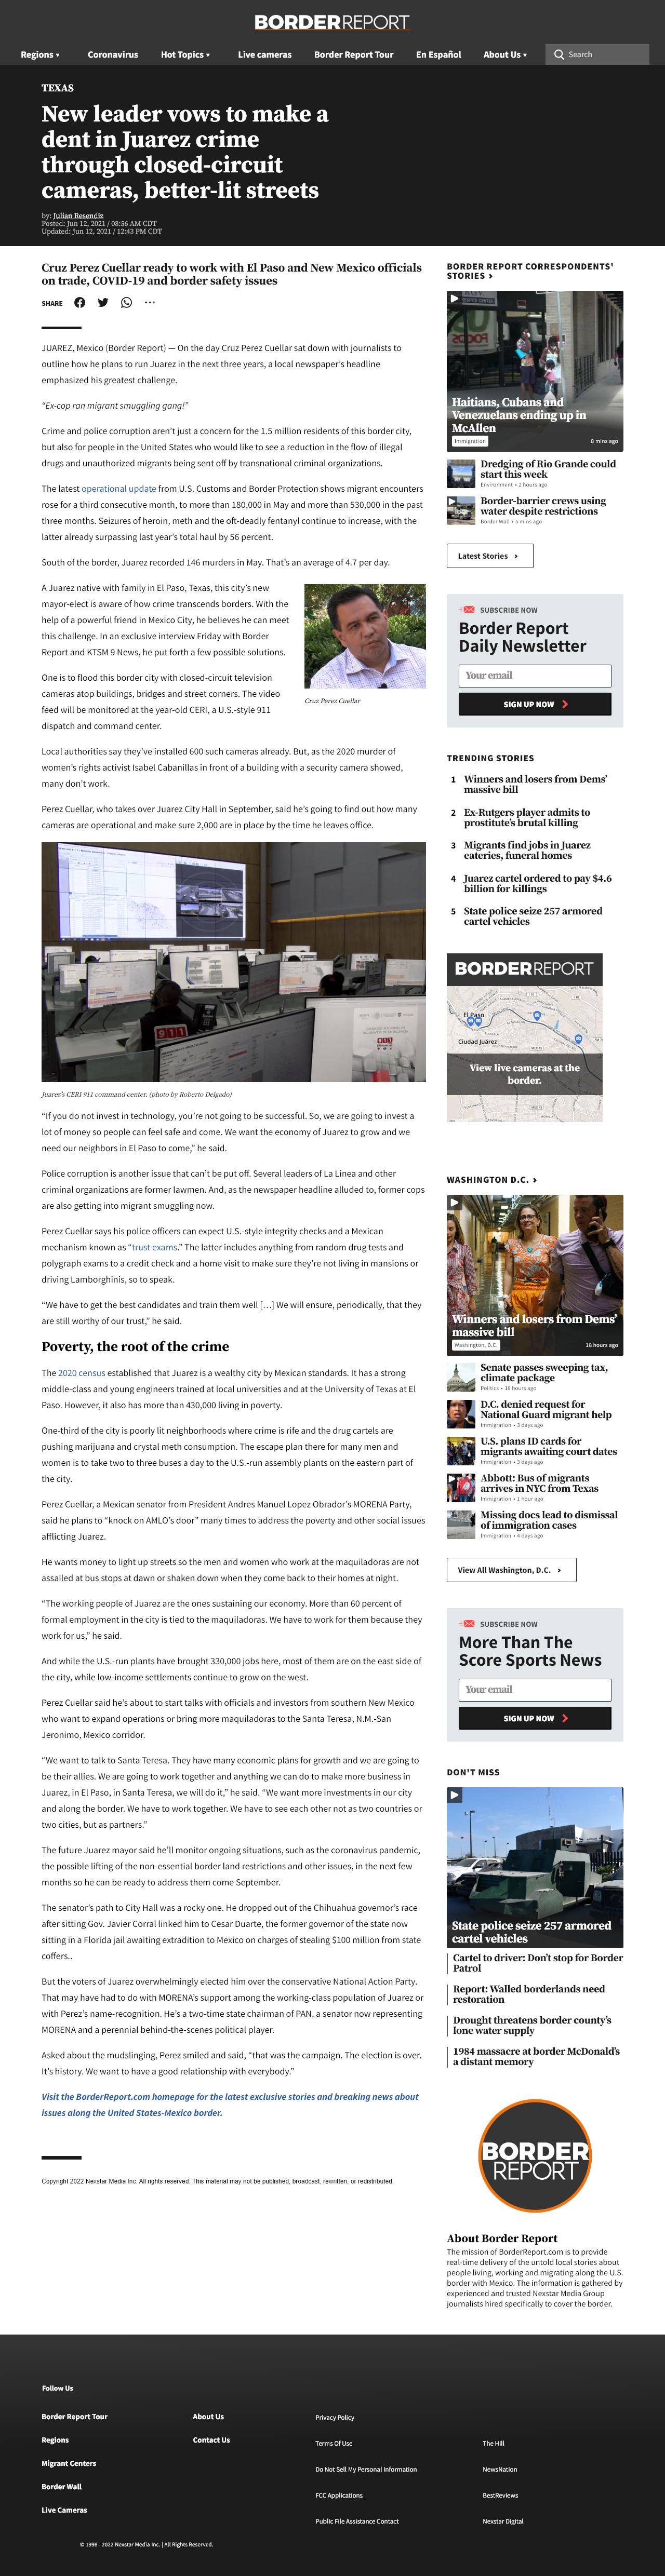 BORDERREPORT
Regions ▾ Coronavirus Hot Topics ▾ Live cameras Border Report Tour En Español About Us ▾ Search
TEXAS
New leader vows to make a
dent in Juarez crime
through closed-circuit
cameras, better-lit streets
by: Julian Resendiz
Posted: Jun 12, 2021 / 08:56 AM CDT
Updated: Jun 12, 2021 / 12:43 PM CDT
Cruz Perez Cuellar ready to work with El Paso and New Mexico officials
on trade, COVID-19 and border safety issues
SHARE
JUAREZ, Mexico (Border Report) — On the day Cruz Perez Cuellar sat down with journalists to
outline how he plans to run Juarez in the next three years, a local newspaper’s headline
emphasized his greatest challenge.
“Ex-cop ran migrant smuggling gang!”
Crime and police corruption aren’t just a concern for the 1.5 million residents of this border city,
but also for people in the United States who would like to see a reduction in the flow of illegal
drugs and unauthorized migrants being sent off by transnational criminal organizations.
The latest operational update from U.S. Customs and Border Protection shows migrant encounters
rose for a third consecutive month, to more than 180,000 in May and more than 530,000 in the past
three months. Seizures of heroin, meth and the oft-deadly fentanyl continue to increase, with the
latter already surpassing last year’s total haul by 56 percent.
South of the border, Juarez recorded 146 murders in May. That’s an average of 4.7 per day.
A Juarez native with family in El Paso, Texas, this city’s new
mayor-elect is aware of how crime transcends borders. With the
help of a powerful friend in Mexico City, he believes he can meet
this challenge. In an exclusive interview Friday with Border
Report and KTSM 9 News, he put forth a few possible solutions.
Cruz Perez Cuellar
One is to flood this border city with closed-circuit television
cameras atop buildings, bridges and street corners. The video
feed will be monitored at the year-old CERI, a U.S.-style 911
dispatch and command center.
Local authorities say they’ve installed 600 such cameras already. But, as the 2020 murder of
women’s rights activist Isabel Cabanillas in front of a building with a security camera showed,
many don’t work.
Perez Cuellar, who takes over Juarez City Hall in September, said he’s going to find out how many
cameras are operational and make sure 2,000 are in place by the time he leaves office.
911
911
Juarez’s CERI 911 command center. (photo by Roberto Delgado)
“If you do not invest in technology, you’re not going to be successful. So, we are going to invest a
lot of money so people can feel safe and come. We want the economy of Juarez to grow and we
need our neighbors in El Paso to come,” he said.
Police corruption is another issue that can’t be put off. Several leaders of La Linea and other
criminal organizations are former lawmen. And, as the newspaper headline alluded to, former cops
are also getting into migrant smuggling now.
Perez Cuellar says his police officers can expect U.S.-style integrity checks and a Mexican
mechanism known as “trust exams.” The latter includes anything from random drug tests and
polygraph exams to a credit check and a home visit to make sure they’re not living in mansions or
driving Lamborghinis, so to speak.
“We have to get the best candidates and train them well […] We will ensure, periodically, that they
are still worthy of our trust,” he said.
Poverty, the root of the crime
The 2020 census established that Juarez is a wealthy city by Mexican standards. It has a strong
middle-class and young engineers trained at local universities and at the University of Texas at El
Paso. However, it also has more than 430,000 living in poverty.
One-third of the city is poorly lit neighborhoods where crime is rife and the drug cartels are
pushing marijuana and crystal meth consumption. The escape plan there for many men and
women is to take two to three buses a day to the U.S.-run assembly plants on the eastern part of
the city.
Perez Cuellar, a Mexican senator from President Andres Manuel Lopez Obrador’s MORENA Party,
said he plans to “knock on AMLO’s door” many times to address the poverty and other social issues
afflicting Juarez.
He wants money to light up streets so the men and women who work at the maquiladoras are not
assailed at bus stops at dawn or shaken down when they come back to their homes at night.
“The working people of Juarez are the ones sustaining our economy. More than 60 percent of
formal employment in the city is tied to the maquiladoras. We have to work for them because they
work for us,” he said.
And while the U.S.-run plants have brought 330,000 jobs here, most of them are on the east side of
the city, while low-income settlements continue to grow on the west.
Perez Cuellar said he’s about to start talks with officials and investors from southern New Mexico
who want to expand operations or bring more maquiladoras to the Santa Teresa, N.M.-San
Jeronimo, Mexico corridor.
“We want to talk to Santa Teresa. They have many economic plans for growth and we are going to
be their allies. We are going to work together and anything we can do to make more business in
Juarez, in El Paso, in Santa Teresa, we will do it,” he said. “We want more investments in our city
and along the border. We have to work together. We have to see each other not as two countries or
two cities, but as partners.”
The future Juarez mayor said he’ll monitor ongoing situations, such as the coronavirus pandemic,
the possible lifting of the non-essential border land restrictions and other issues, in the next few
months so he can be ready to address them come September.
The senator’s path to City Hall was a rocky one. He dropped out of the Chihuahua governor’s race
after sitting Gov. Javier Corral linked him to Cesar Duarte, the former governor of the state now
sitting in a Florida jail awaiting extradition to Mexico on charges of stealing $100 million from state
coffers..
But the voters of Juarez overwhelmingly elected him over the conservative National Action Party.
That may have had to do with MORENA’s support among the working-class population of Juarez or
with Perez’s name-recognition. He’s a two-time state chairman of PAN, a senator now representing
MORENA and a perennial behind-the-scenes political player.
Asked about the mudslinging, Perez smiled and said, “that was the campaign. The election is over.
It’s history. We want to have a good relationship with everybody.”
Visit the BorderReport.com homepage for the latest exclusive stories and breaking news about
issues along the United States-Mexico border.
Copyright 2022 Nexstar Media Inc. All rights reserved. This material may not be published, broadcast, rewritten, or redistributed.
BORDER REPORT CORRESPONDENTS'
STORIES ›
Haitians, Cubans and
Venezuelans ending up in
McAllen
Immigration 8 mins ago
Dredging of Rio Grande could
start this week
Environment • 2 hours ago
Border-barrier crews using
water despite restrictions
Border Wall • 5 mins ago
Latest Stories ›
SUBSCRIBE NOW
Border Report
Daily Newsletter
Your email
SIGN UP NOW
TRENDING STORIES
1 Winners and losers from Dems’
massive bill
2 Ex-Rutgers player admits to
prostitute’s brutal killing
3 Migrants find jobs in Juarez
eateries, funeral homes
4 Juarez cartel ordered to pay $4.6
billion for killings
5 State police seize 257 armored
cartel vehicles
BORDERREPORT
El Paso
Ciudad Juárez
View live cameras at the
border.
WASHINGTON D.C. ›
Winners and losers from Dems’
massive bill
Washington, D.C. 18 hours ago
Senate passes sweeping tax,
climate package
Politics • 18 hours ago
D.C. denied request for
National Guard migrant help
Immigration • 3 days ago
U.S. plans ID cards for
migrants awaiting court dates
Immigration • 3 days ago
Abbott: Bus of migrants
arrives in NYC from Texas
Immigration • 1 hour ago
Missing docs lead to dismissal
of immigration cases
Immigration • 4 days ago
View All Washington, D.C. ›
SUBSCRIBE NOW
More Than The
Score Sports News
Your email
SIGN UP NOW
DON'T MISS
State police seize 257 armored
cartel vehicles
Cartel to driver: Don’t stop for Border
Patrol
Report: Walled borderlands need
restoration
Drought threatens border county’s
lone water supply
1984 massacre at border McDonald’s
a distant memory
BORDER
REPORT
About Border Report
The mission of BorderReport.com is to provide
real-time delivery of the untold local stories about
people living, working and migrating along the U.S.
border with Mexico. The information is gathered by
experienced and trusted Nexstar Media Group
journalists hired specifically to cover the border.
Follow Us
Border Report Tour
Regions
Migrant Centers
Border Wall
Live Cameras
About Us
Contact Us
Privacy Policy
Terms Of Use
Do Not Sell My Personal Information
FCC Applications
Public File Assistance Contact
The Hill
NewsNation
BestReviews
Nexstar Digital
© 1998 - 2022 Nexstar Media Inc. | All Rights Reserved.